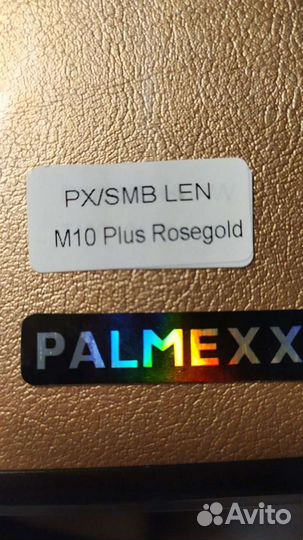 PX/SMB LEN
M10 Plus Rosegold
PALMEXX
Avito